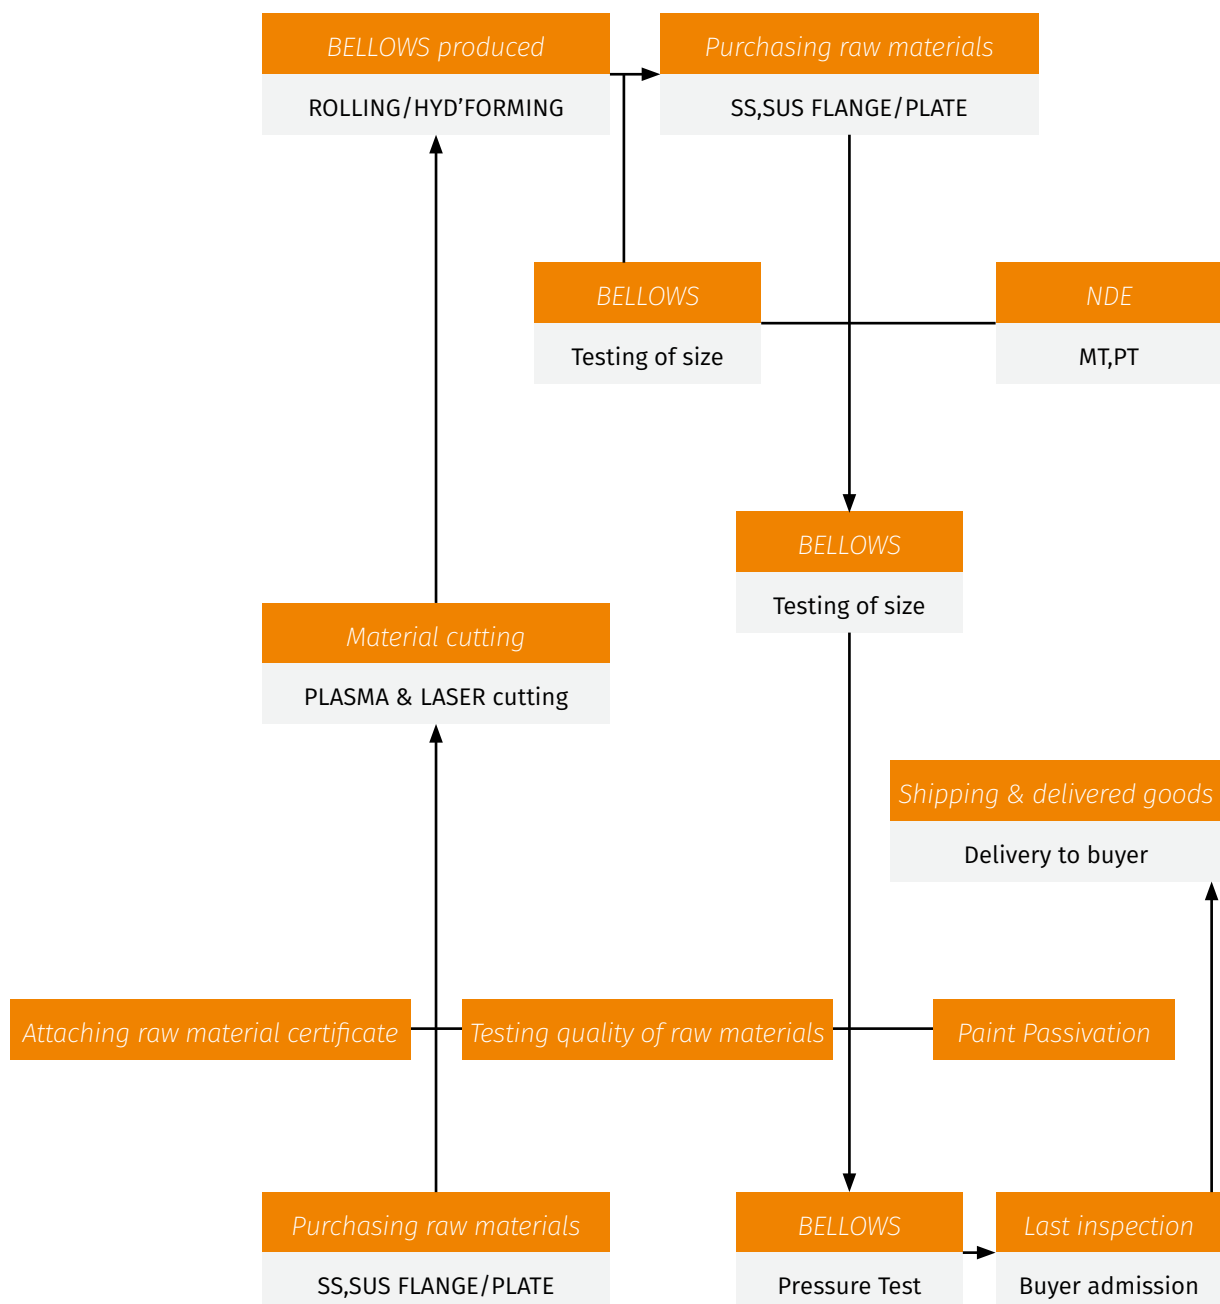 BELLOWS produced
ROLLING/HYD’FORMING
Purchasing raw materials
SS,SUS FLANGE/PLATE
BELLOWS
Testing of size
NDE
MT,PT
BELLOWS
Testing of size
Material cutting
PLASMA & LASER cutting
Shipping & delivered goods
Delivery to buyer
Attaching raw material certificate
Testing quality of raw materials
Paint Passivation
Purchasing raw materials
SS,SUS FLANGE/PLATE
BELLOWS
Pressure Test
Last inspection
Buyer admission